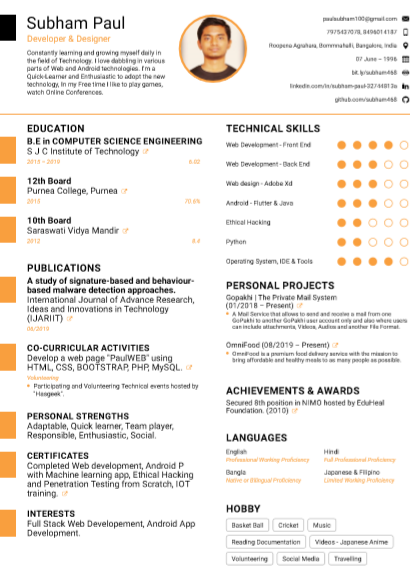 Subham Paul
Developer & Designer
Constantly learning and growing myself daily in
the field of Technology. I love dabbling in various
parts of Web and Android technologies. I'm a
Quick-Learner and Enthusiastic to adopt the new
technology, in my Free time I like to play games,
watch Online Conferences.
paulsubham100@gmail.com
7975437078, 8496014187
Roopena Agrahara, Bommnahalli, Bangalore, India
07 June – 1996
bit.ly/subham468
linkedin.com/in/subham-paul-32744813a
github.com/subham468
EDUCATION
B.E in COMPUTER SCIENCE ENGINEERING
S J C Institute of Technology
2015 – 2019
6.02
12th Board
Purnea College, Purnea
2015
70.6%
10th Board
Saraswati Vidya Mandir
2012
8.4
PUBLICATIONS
A study of signature-based and behaviour-
based malware detection approaches.
International Journal of Advance Research,
Ideas and Innovations in Technology
(IJARIIT)
06/2019
CO-CURRICULAR ACTIVITIES
Develop a web page "PaulWEB" using
HTML, CSS, BOOTSTRAP, PHP, MySQL.
Volunteering
Participating and Volunteering Technical events hosted by
"Hasgeek".
PERSONAL STRENGTHS
Adaptable, Quick learner, Team player,
Responsible, Enthusiastic, Social.
CERTIFICATES
Completed Web development, Android P
with Machine learning app, Ethical Hacking
and Penetration Testing from Scratch, IOT
training.
INTERESTS
Full Stack Web Developement, Android App
Development.
TECHNICAL SKILLS
Web Development - Front End
Web Development - Back End
Web design - Adobe Xd
Android - Flutter & Java
Ethical Hacking
Python
Operating System, IDE & Tools
PERSONAL PROJECTS
Gopakhi | The Private Mail System
(01/2018 – Present)
A Mail Service that allows to send and receive a mail from one
GoPakhi to another GoPakhi user account only and also where users
can include attachments, Videos, Audios and another File Format.
OmniFood (08/2019 – Present)
OmniFood is a premium food delivery service with the mission to
bring affordable and healthy meals to as many people as possible.
ACHIEVEMENTS & AWARDS
Secured 8th position in NIMO hosted by EduHeal
Foundation. (2010)
LANGUAGES
English
Professional Working Proficiency
Hindi
Full Professional Proficiency
Bangla
Native or Bilingual Proficiency
Japanese & Filipino
Limited Working Proficiency
HOBBY
Basket Ball
Cricket
Music
Reading Documentation
Videos - Japanese Anime
Volunteering
Social Media
Travelling